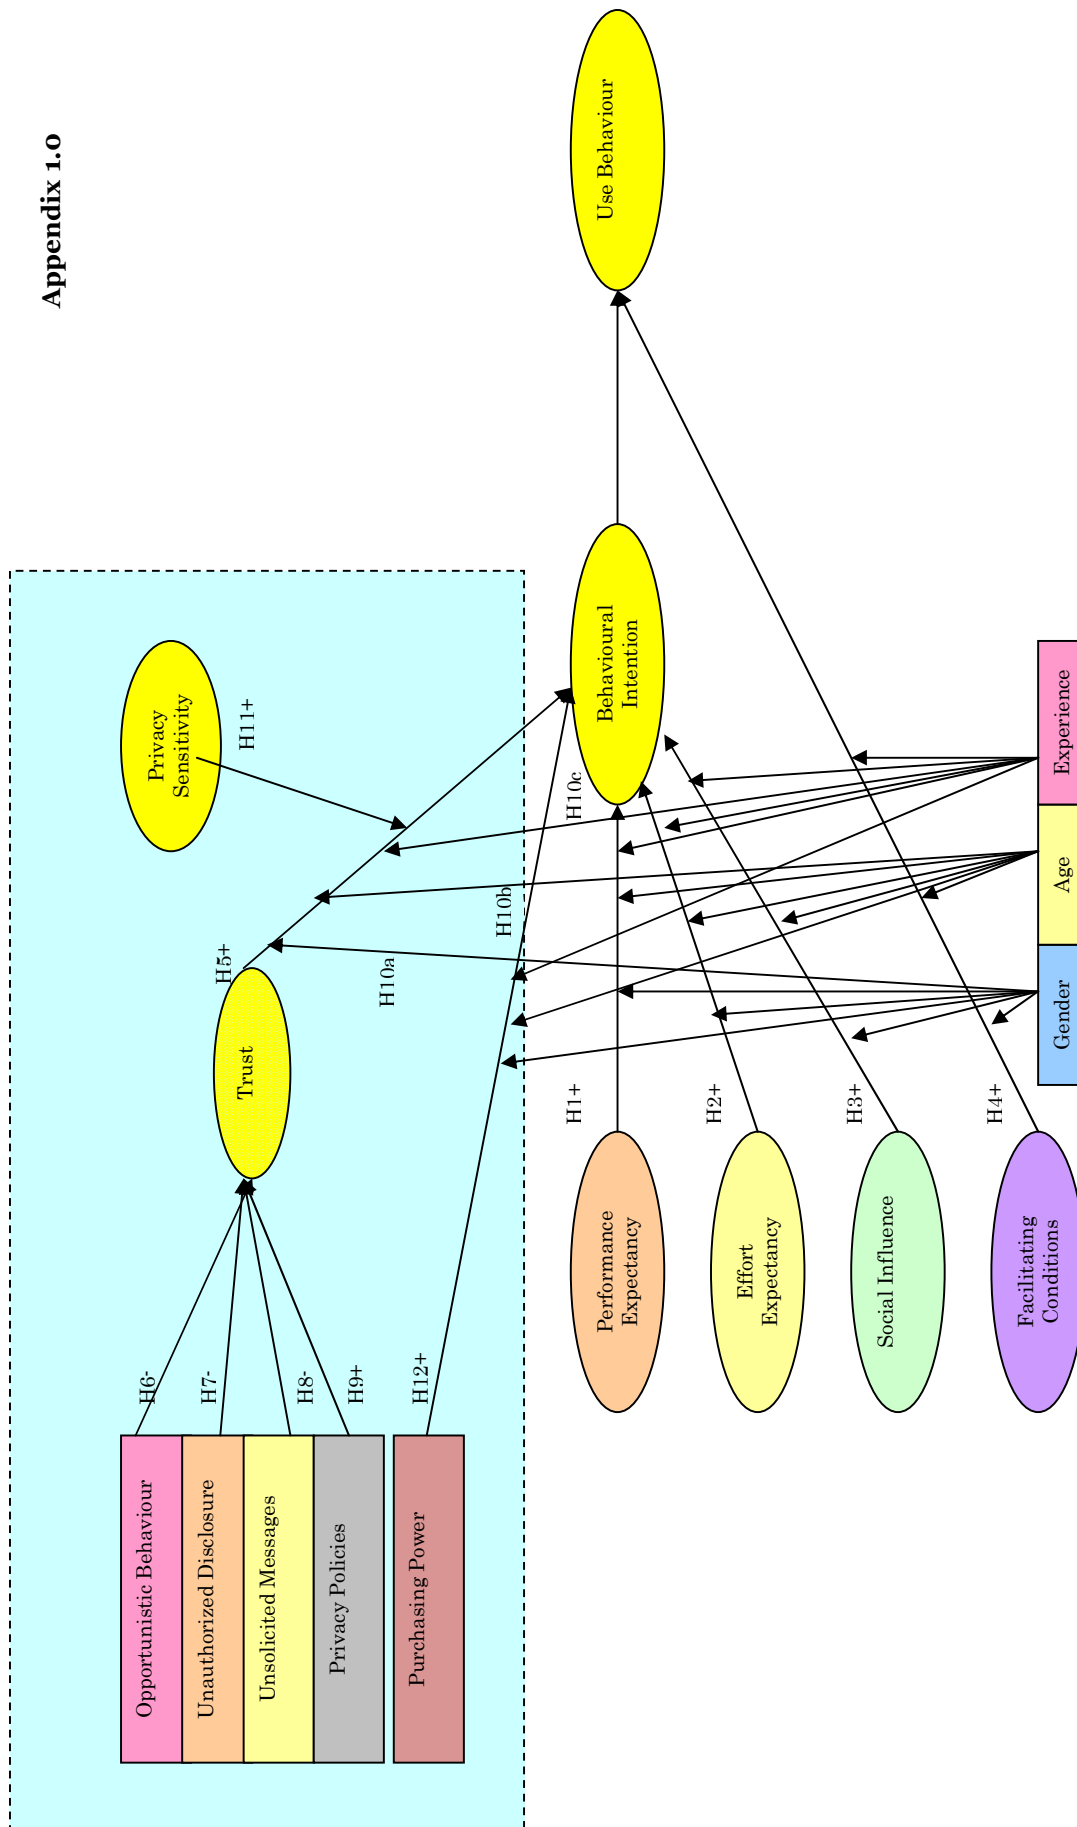 Appendix 1.0
Opportunistic Behaviour
Unauthorized Disclosure
Unsolicited Messages
Privacy Policies
Purchasing Power
H6-
H7-
H8-
H9+
H12+
Trust
H5+
Privacy
Sensitivity
H11+
H10a
H10b
H10c
Performance
Expectancy
H1+
Effort
Expectancy
H2+
Social Influence
H3+
Facilitating
Conditions
H4+
Behavioural
Intention
Use Behaviour
Gender
Age
Experience